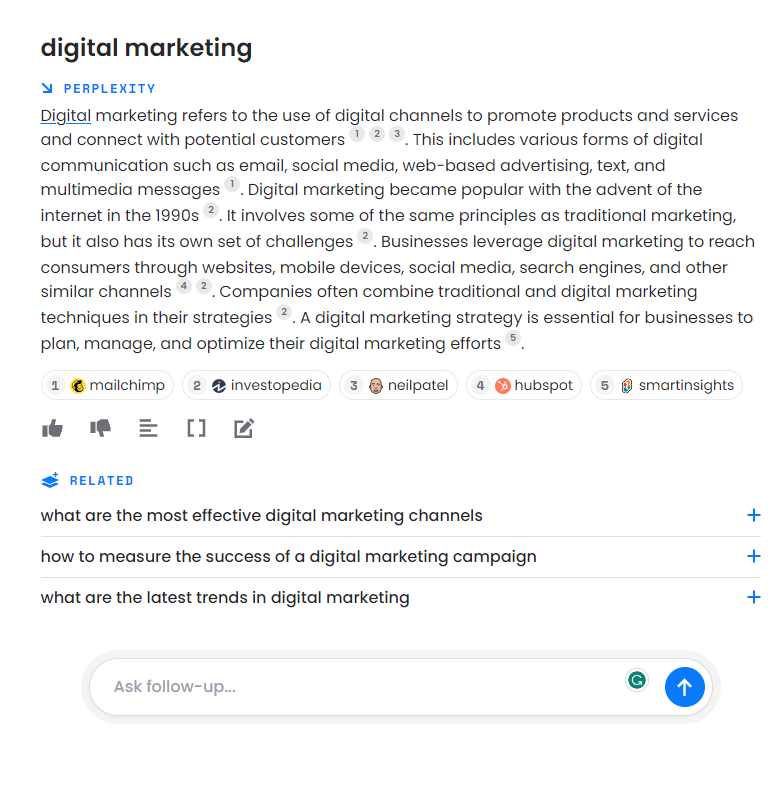 digital marketing
PERPLEXITY
Digital marketing refers to the use of digital channels to promote products and services
and connect with potential customers 1 2 3. This includes various forms of digital
communication such as email, social media, web-based advertising, text, and
multimedia messages 1. Digital marketing became popular with the advent of the
internet in the 1990s 2. It involves some of the same principles as traditional marketing,
but it also has its own set of challenges 2. Businesses leverage digital marketing to reach
consumers through websites, mobile devices, social media, search engines, and other
similar channels 4 2. Companies often combine traditional and digital marketing
techniques in their strategies 2. A digital marketing strategy is essential for businesses to
plan, manage, and optimize their digital marketing efforts 5.
1 mailchimp 2 investopedia 3 neilpatel 4 hubspot 5 smartinsights
RELATED
what are the most effective digital marketing channels
how to measure the success of a digital marketing campaign
what are the latest trends in digital marketing
Ask follow-up...